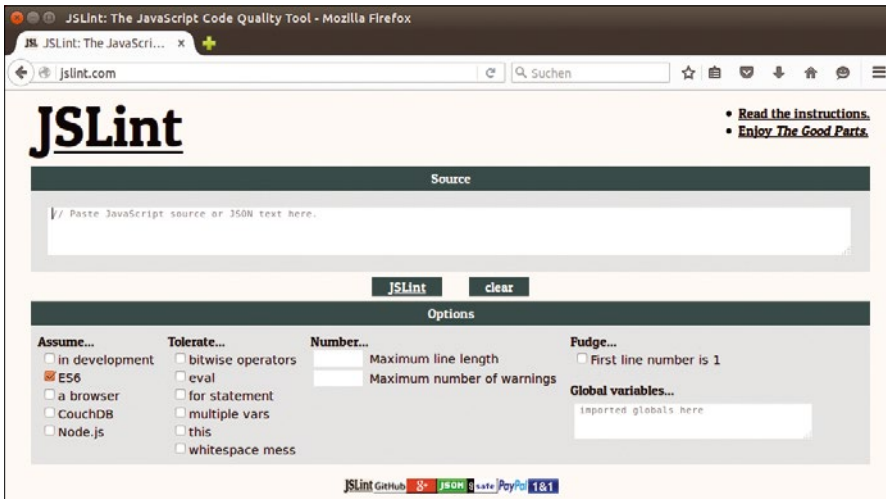 JSLint: The JavaScript Code Quality Tool - Mozilla Firefox
JSL JSLint: The JavaScri... ×
jslint.com
Suchen
JSLint
Read the instructions.
Enjoy The Good Parts.
Source
// Paste JavaScript source or JSON text here.
JSLint clear
Options
Assume... Tolerate... Number... Fudge...
in development bitwise operators Maximum line length First line number is 1
ES6 eval Maximum number of warnings
a browser for statement Global variables...
CouchDB multiple vars imported globals here
Node.js this
whitespace mess
JSLint GitHub g+ JSON safe PayPal 1&1